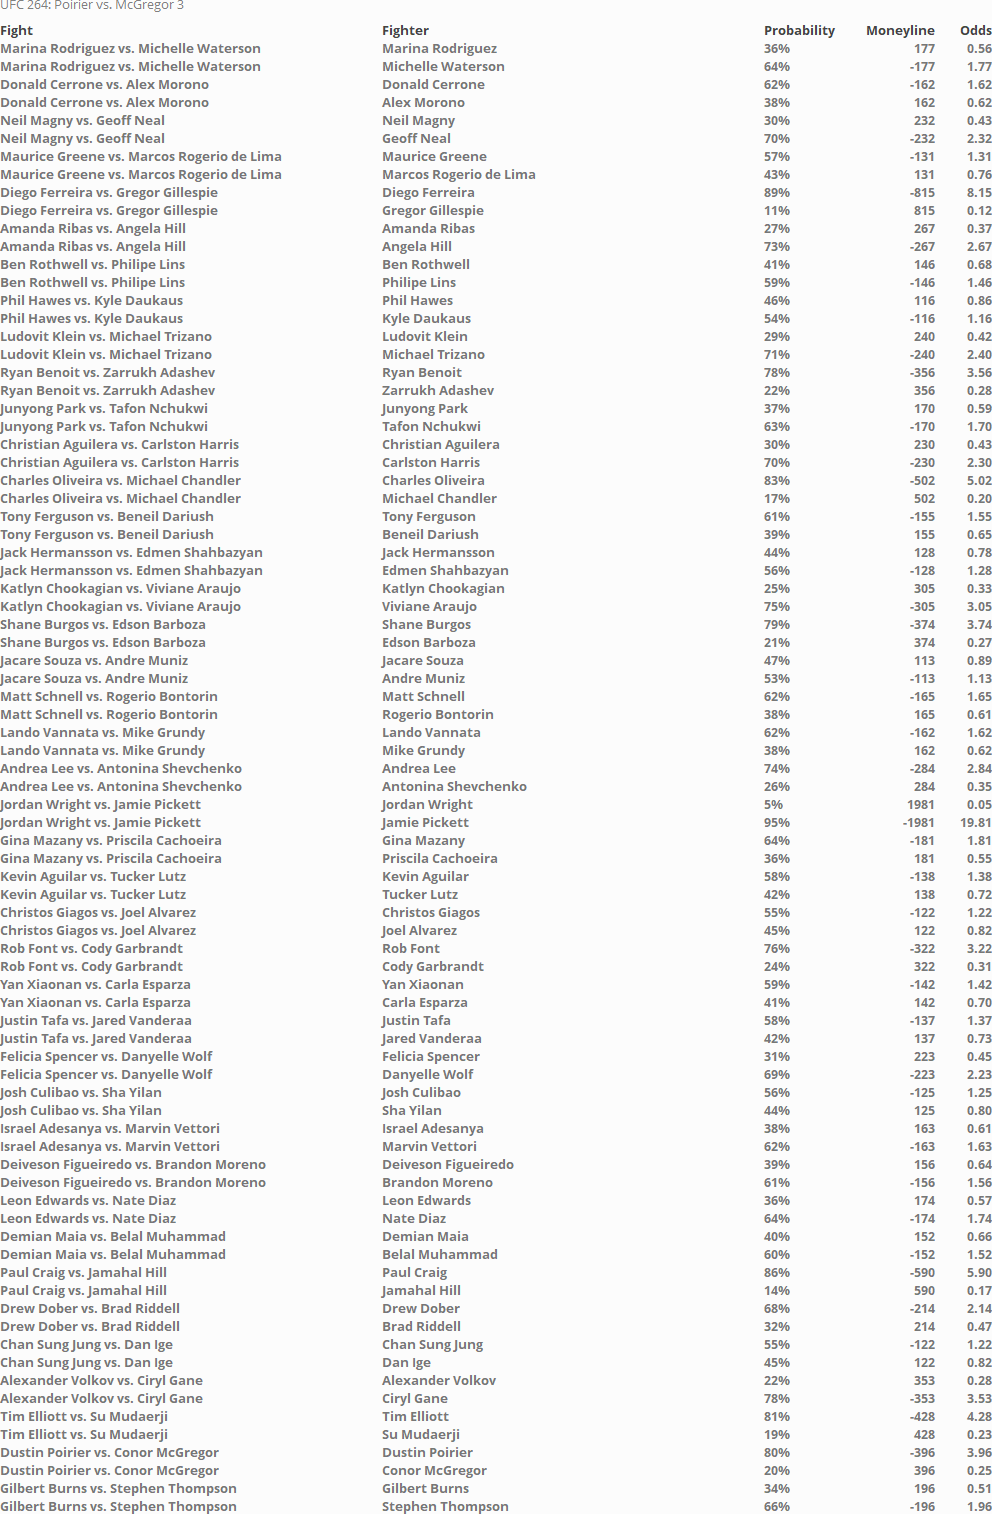 UFC 264: Poirier vs. McGregor 3
Fight Fighter Probability Moneyline Odds
Marina Rodriguez vs. Michelle Waterson Marina Rodriguez 36% 177 0.56
Marina Rodriguez vs. Michelle Waterson Michelle Waterson 64% -177 1.77
Donald Cerrone vs. Alex Morono Donald Cerrone 62% -162 1.62
Donald Cerrone vs. Alex Morono Alex Morono 38% 162 0.62
Neil Magny vs. Geoff Neal Neil Magny 30% 232 0.43
Neil Magny vs. Geoff Neal Geoff Neal 70% -232 2.32
Maurice Greene vs. Marcos Rogerio de Lima Maurice Greene 57% -131 1.31
Maurice Greene vs. Marcos Rogerio de Lima Marcos Rogerio de Lima 43% 131 0.76
Diego Ferreira vs. Gregor Gillespie Diego Ferreira 89% -815 8.15
Diego Ferreira vs. Gregor Gillespie Gregor Gillespie 11% 815 0.12
Amanda Ribas vs. Angela Hill Amanda Ribas 27% 267 0.37
Amanda Ribas vs. Angela Hill Angela Hill 73% -267 2.67
Ben Rothwell vs. Philipe Lins Ben Rothwell 41% 146 0.68
Ben Rothwell vs. Philipe Lins Philipe Lins 59% -146 1.46
Phil Hawes vs. Kyle Daukaus Phil Hawes 46% 116 0.86
Phil Hawes vs. Kyle Daukaus Kyle Daukaus 54% -116 1.16
Ludovit Klein vs. Michael Trizano Ludovit Klein 29% 240 0.42
Ludovit Klein vs. Michael Trizano Michael Trizano 71% -240 2.40
Ryan Benoit vs. Zarrukh Adashev Ryan Benoit 78% -356 3.56
Ryan Benoit vs. Zarrukh Adashev Zarrukh Adashev 22% 356 0.28
Junyong Park vs. Tafon Nchukwi Junyong Park 37% 170 0.59
Junyong Park vs. Tafon Nchukwi Tafon Nchukwi 63% -170 1.70
Christian Aguilera vs. Carlston Harris Christian Aguilera 30% 230 0.43
Christian Aguilera vs. Carlston Harris Carlston Harris 70% -230 2.30
Charles Oliveira vs. Michael Chandler Charles Oliveira 83% -502 5.02
Charles Oliveira vs. Michael Chandler Michael Chandler 17% 502 0.20
Tony Ferguson vs. Beneil Dariush Tony Ferguson 61% -155 1.55
Tony Ferguson vs. Beneil Dariush Beneil Dariush 39% 155 0.65
Jack Hermansson vs. Edmen Shahbazyan Jack Hermansson 44% 128 0.78
Jack Hermansson vs. Edmen Shahbazyan Edmen Shahbazyan 56% -128 1.28
Katlyn Chookagian vs. Viviane Araujo Katlyn Chookagian 25% 305 0.33
Katlyn Chookagian vs. Viviane Araujo Viviane Araujo 75% -305 3.05
Shane Burgos vs. Edson Barboza Shane Burgos 79% -374 3.74
Shane Burgos vs. Edson Barboza Edson Barboza 21% 374 0.27
Jacare Souza vs. Andre Muniz Jacare Souza 47% 113 0.89
Jacare Souza vs. Andre Muniz Andre Muniz 53% -113 1.13
Matt Schnell vs. Rogerio Bontorin Matt Schnell 62% -165 1.65
Matt Schnell vs. Rogerio Bontorin Rogerio Bontorin 38% 165 0.61
Lando Vannata vs. Mike Grundy Lando Vannata 62% -162 1.62
Lando Vannata vs. Mike Grundy Mike Grundy 38% 162 0.62
Andrea Lee vs. Antonina Shevchenko Andrea Lee 74% -284 2.84
Andrea Lee vs. Antonina Shevchenko Antonina Shevchenko 26% 284 0.35
Jordan Wright vs. Jamie Pickett Jordan Wright 5% 1981 0.05
Jordan Wright vs. Jamie Pickett Jamie Pickett 95% -1981 19.81
Gina Mazany vs. Priscila Cachoeira Gina Mazany 64% -181 1.81
Gina Mazany vs. Priscila Cachoeira Priscila Cachoeira 36% 181 0.55
Kevin Aguilar vs. Tucker Lutz Kevin Aguilar 58% -138 1.38
Kevin Aguilar vs. Tucker Lutz Tucker Lutz 42% 138 0.72
Christos Giagos vs. Joel Alvarez Christos Giagos 55% -122 1.22
Christos Giagos vs. Joel Alvarez Joel Alvarez 45% 122 0.82
Rob Font vs. Cody Garbrandt Rob Font 76% -322 3.22
Rob Font vs. Cody Garbrandt Cody Garbrandt 24% 322 0.31
Yan Xiaonan vs. Carla Esparza Yan Xiaonan 59% -142 1.42
Yan Xiaonan vs. Carla Esparza Carla Esparza 41% 142 0.70
Justin Tafa vs. Jared Vanderaa Justin Tafa 58% -137 1.37
Justin Tafa vs. Jared Vanderaa Jared Vanderaa 42% 137 0.73
Felicia Spencer vs. Danyelle Wolf Felicia Spencer 31% 223 0.45
Felicia Spencer vs. Danyelle Wolf Danyelle Wolf 69% -223 2.23
Josh Culibao vs. Sha Yilan Josh Culibao 56% -125 1.25
Josh Culibao vs. Sha Yilan Sha Yilan 44% 125 0.80
Israel Adesanya vs. Marvin Vettori Israel Adesanya 38% 163 0.61
Israel Adesanya vs. Marvin Vettori Marvin Vettori 62% -163 1.63
Deiveson Figueiredo vs. Brandon Moreno Deiveson Figueiredo 39% 156 0.64
Deiveson Figueiredo vs. Brandon Moreno Brandon Moreno 61% -156 1.56
Leon Edwards vs. Nate Diaz Leon Edwards 36% 174 0.57
Leon Edwards vs. Nate Diaz Nate Diaz 64% -174 1.74
Demian Maia vs. Belal Muhammad Demian Maia 40% 152 0.66
Demian Maia vs. Belal Muhammad Belal Muhammad 60% -152 1.52
Paul Craig vs. Jamahal Hill Paul Craig 86% -590 5.90
Paul Craig vs. Jamahal Hill Jamahal Hill 14% 590 0.17
Drew Dober vs. Brad Riddell Drew Dober 68% -214 2.14
Drew Dober vs. Brad Riddell Brad Riddell 32% 214 0.47
Chan Sung Jung vs. Dan Ige Chan Sung Jung 55% -122 1.22
Chan Sung Jung vs. Dan Ige Dan Ige 45% 122 0.82
Alexander Volkov vs. Ciryl Gane Alexander Volkov 22% 353 0.28
Alexander Volkov vs. Ciryl Gane Ciryl Gane 78% -353 3.53
Tim Elliott vs. Su Mudaerji Tim Elliott 81% -428 4.28
Tim Elliott vs. Su Mudaerji Su Mudaerji 19% 428 0.23
Dustin Poirier vs. Conor McGregor Dustin Poirier 80% -396 3.96
Dustin Poirier vs. Conor McGregor Conor McGregor 20% 396 0.25
Gilbert Burns vs. Stephen Thompson Gilbert Burns 34% 196 0.51
Gilbert Burns vs. Stephen Thompson Stephen Thompson 66% -196 1.96